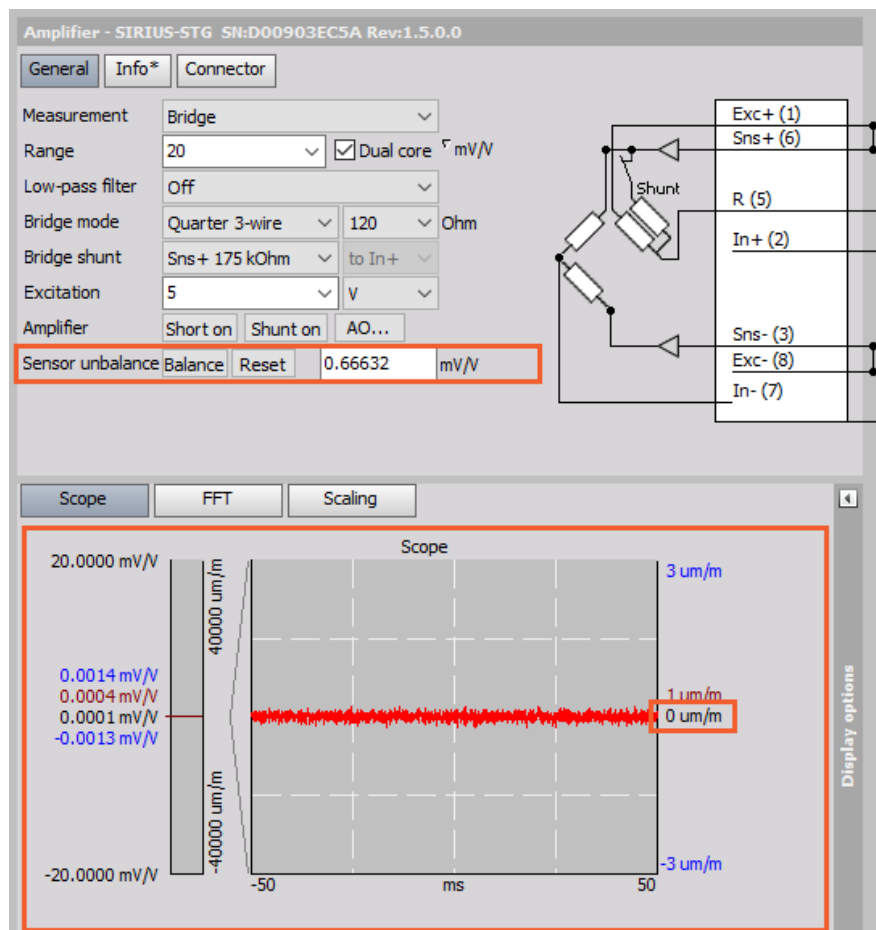 Amplifier - SIRIUS-STG SN:D00903EC5A Rev:1.5.0.0
General Info* Connector
Measurement Bridge
Range 20 Dual core mV/V
Low-pass filter Off
Bridge mode Quarter 3-wire 120 Ohm
Bridge shunt Sns+ 175 kOhm to In+
Excitation 5 V
Amplifier Short on Shunt on AO...
Sensor unbalance Balance Reset 0.66632 mV/V
Exc+ (1)
Sns+ (6)
Shunt
R (5)
In+ (2)
Sns- (3)
Exc- (8)
In- (7)
Scope FFT Scaling
Scope
20.0000 mV/V
40000 um/m
3 um/m
0.0014 mV/V
0.0004 mV/V
1 um/m
0.0001 mV/V
0 um/m
-0.0013 mV/V
-40000 um/m
-3 um/m
-20.0000 mV/V
-50 ms 50
Display options